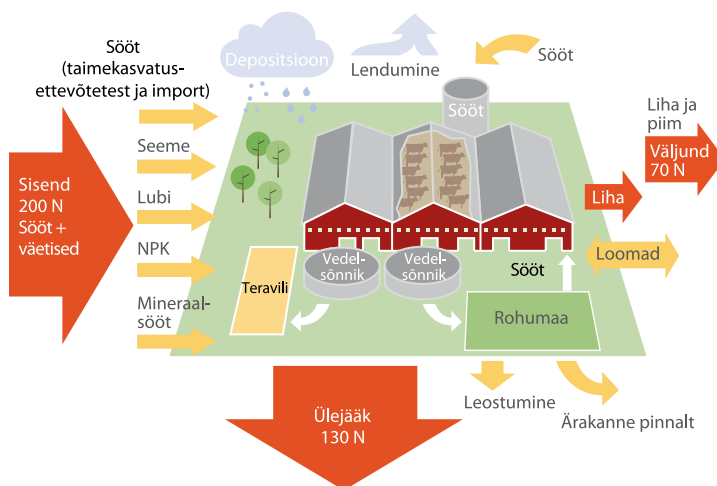 Sööt
(taimekasvatus-
ettevõtetest ja import)
Depositsioon
Lendumine
Sööt
Sööt
Liha ja
piim
Väljund
70 N
Seeme
Sisend
200 N
Sööt +
väetised
Lubi
Liha
NPK
Vedel-
sõnnik
Vedel-
sõnnik
Sööt
Loomad
Teravili
Mineraal-
sööt
Rohumaa
Leostumine
Ärakanne pinnalt
Ülejääk
130 N